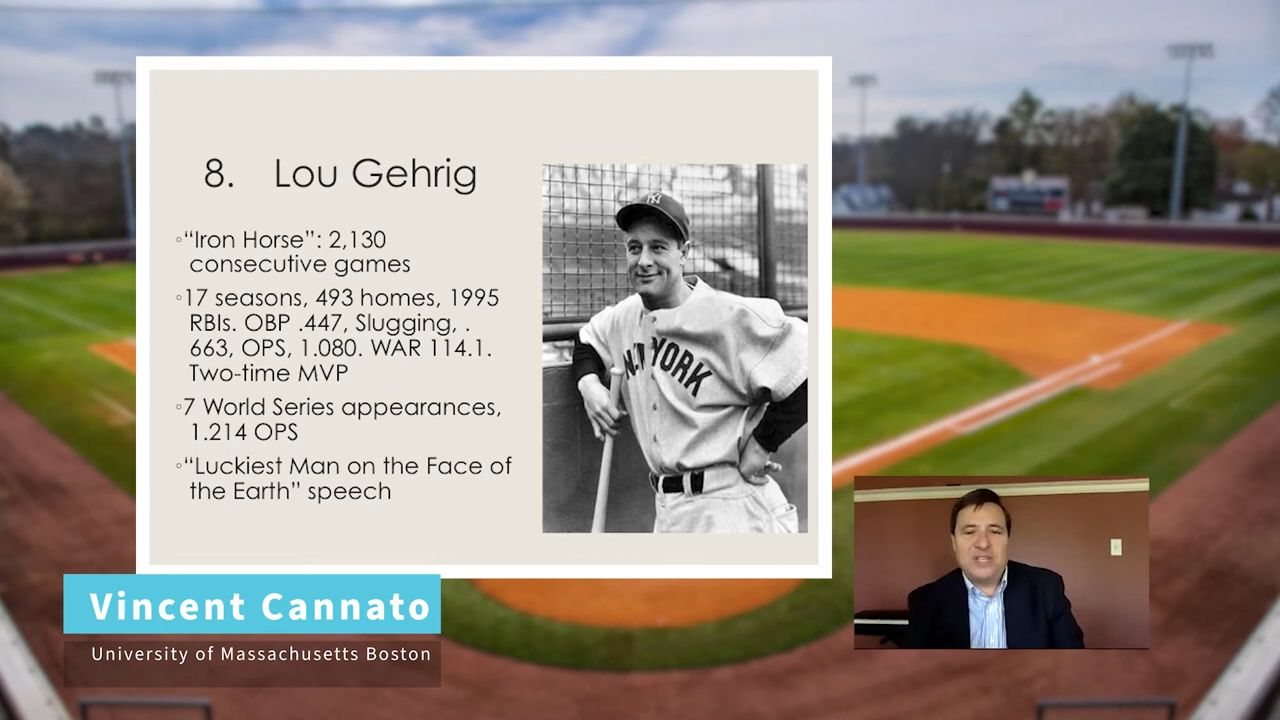 8. Lou Gehrig
◦"Iron Horse": 2,130
consecutive games
◦17 seasons, 493 homes, 1995
RBIs. OBP .447, Slugging, .
663, OPS, 1.080. WAR 114.1.
Two-time MVP
◦7 World Series appearances,
1.214 OPS
◦"Luckiest Man on the Face of
the Earth" speech
NY
N.YORK
Vincent Cannato
University of Massachusetts Boston